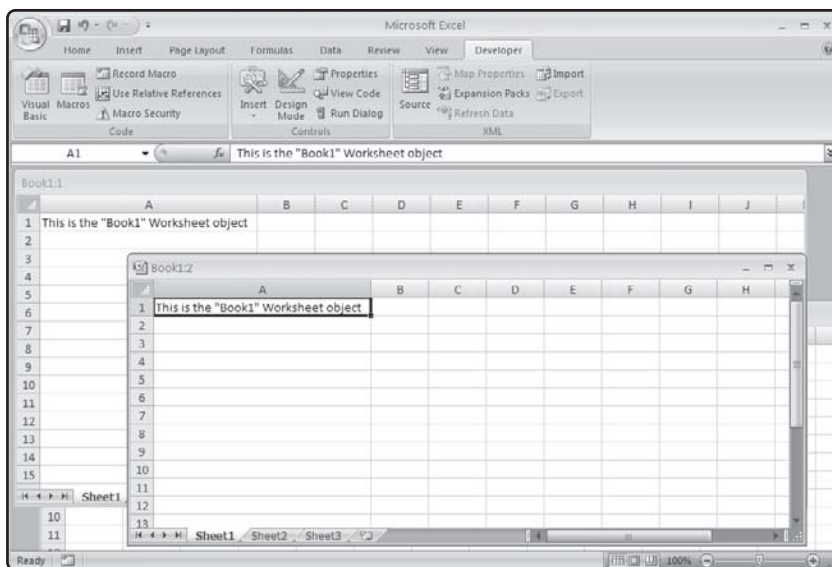 Microsoft Excel
Home Insert Page Layout Formulas Data Review View Developer
Visual Basic
Macros
Record Macro
Use Relative References
Macro Security
Code
Insert
Design Mode
Properties
View Code
Run Dialog
Controls
Source
Map Properties
Expansion Packs
Refresh Data
Import
Export
XML
A1 fx This is the "Book1" Worksheet object
Book1:1
A B C D E F G H I J
1 This is the "Book1" Worksheet object
2
3
4
5
6
7
8
9
10
11
12
13
14
15
Sheet1
10
11
Book1:2
A B C D E F G H
1 This is the "Book1" Worksheet object
2
3
4
5
6
7
8
9
10
11
12
13
Sheet1 Sheet2 Sheet3
Ready 100%